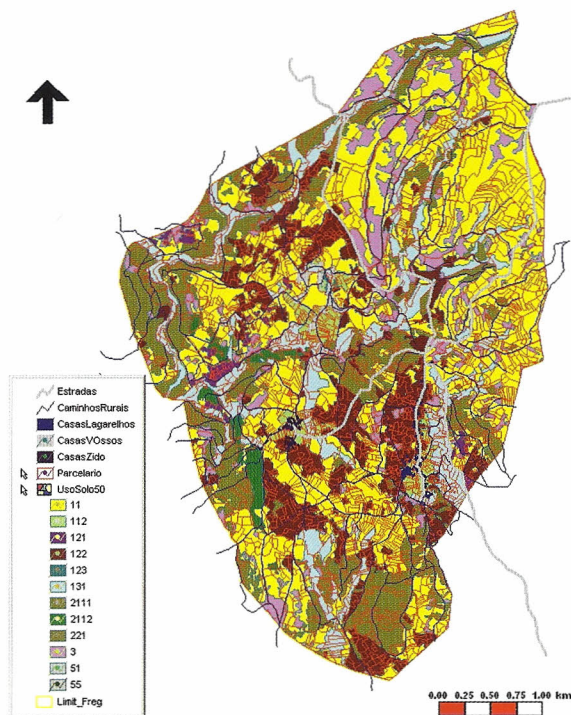 Estradas
CaminhosRurais
CasasLagarelhos
CasasVOssos
CasasZido
Parcelario
UsoSolo50
11
112
121
122
123
131
2111
2112
221
3
51
55
Limit_Freg
0.00 0.25 0.50 0.75 1.00 km